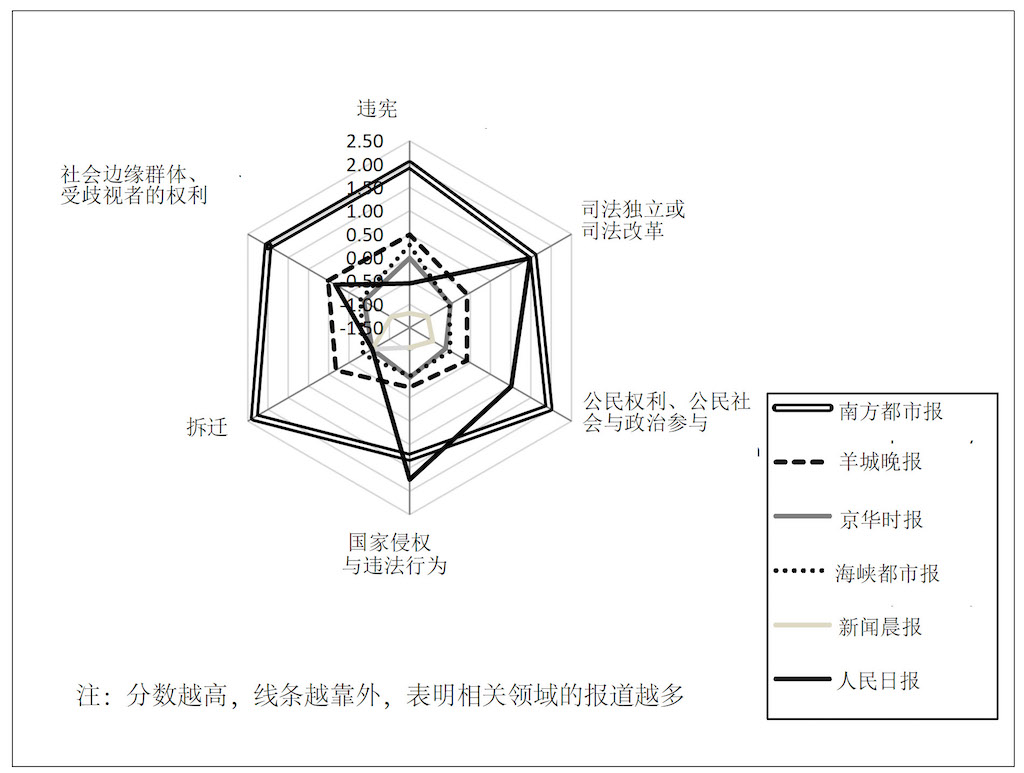 违宪
2.50
2.00
1.50
1.00
0.50
0.00
-0.50
-1.00
-1.50
社会边缘群体、
受歧视者的权利
司法独立或
司法改革
公民权利、公民社
会与政治参与
拆迁
国家侵权
与违法行为
南方都市报
羊城晚报
京华时报
海峡都市报
新闻晨报
人民日报
注：分数越高，线条越靠外，表明相关领域的报道越多